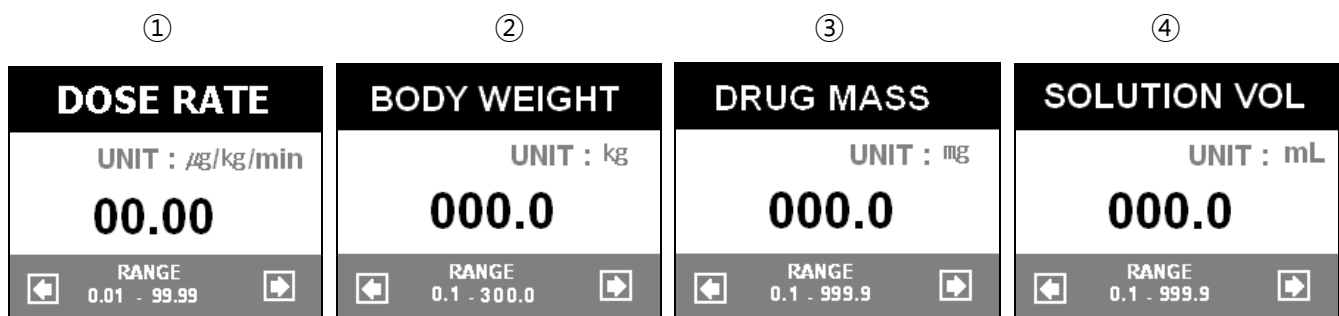 ① ② ③ ④
DOSE RATE
UNIT : ㎍/㎏/min
00.00
RANGE
0.01 - 99.99
BODY WEIGHT
UNIT : ㎏
000.0
RANGE
0.1 - 300.0
DRUG MASS
UNIT : ㎎
000.0
RANGE
0.1 - 999.9
SOLUTION VOL
UNIT : mL
000.0
RANGE
0.1 - 999.9